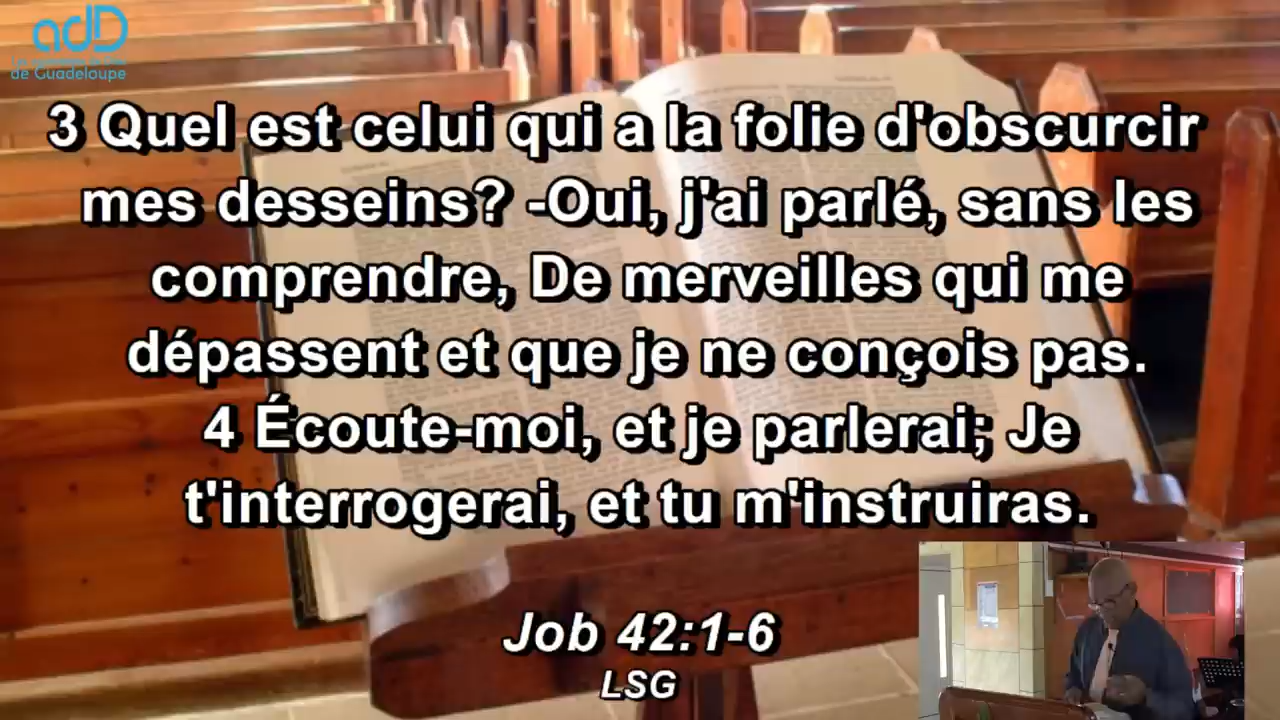 adD
de Guadeloupe
3 Quel est celui qui a la folie d'obscurcir
mes desseins? -Oui, j'ai parlé, sans les
comprendre, De merveilles qui me
dépassent et que je ne conçois pas.
4 Écoute-moi, et je parlerai; Je
t'interrogerai, et tu m'instruiras.
Job 42:1-6
LSG